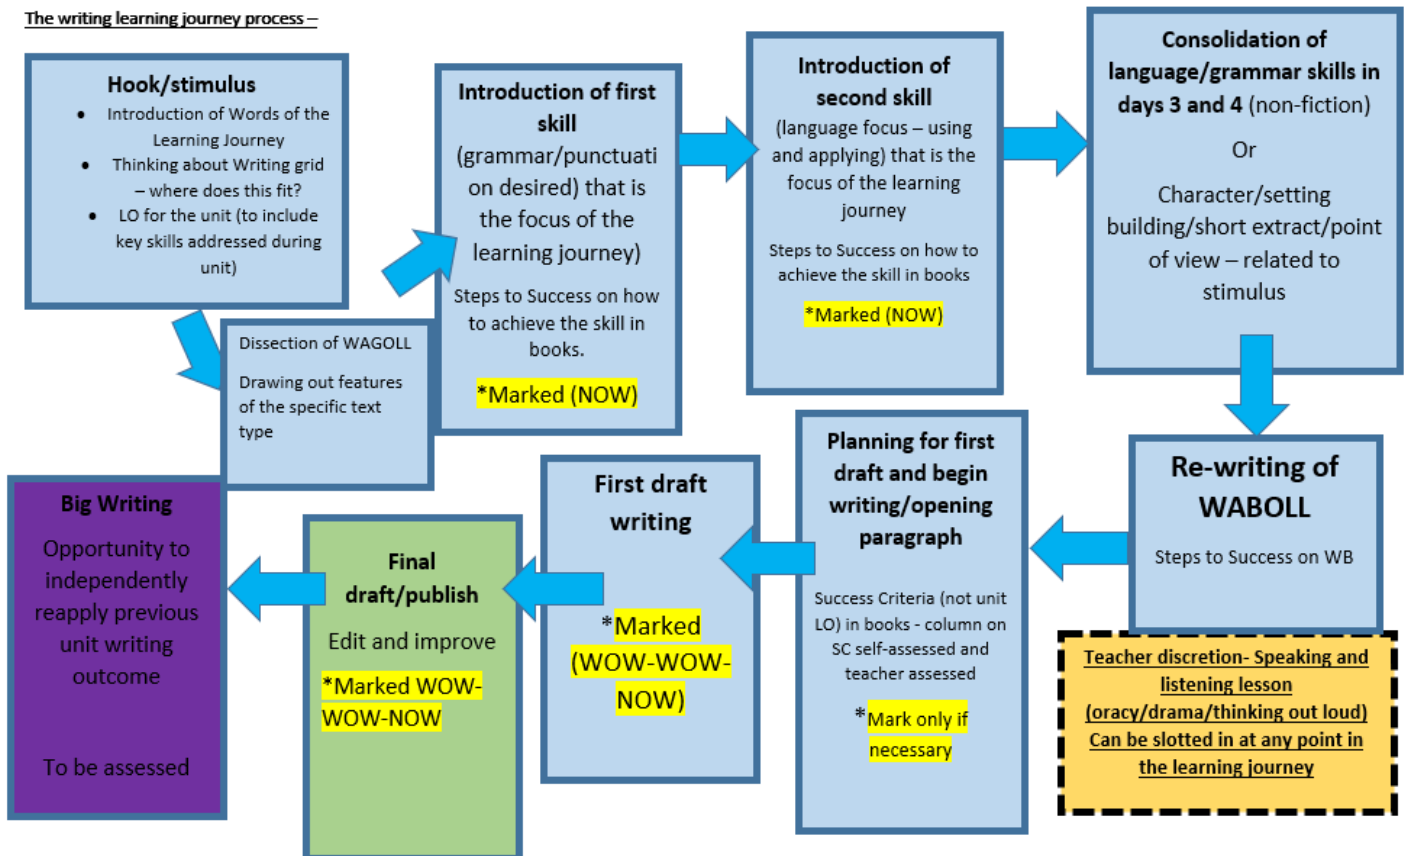 The writing learning journey process –
Hook/stimulus
• Introduction of Words of the
Learning Journey
• Thinking about Writing grid
– where does this fit?
• LO for the unit (to include
key skills addressed during
unit)
Dissection of WAGOLL
Drawing out features
of the specific text
type
Introduction of first
skill
(grammar/punctuati
on desired) that is
the focus of the
learning journey)
Steps to Success on how
to achieve the skill in
books.
*Marked (NOW)
Introduction of
second skill
(language focus – using
and applying) that is the
focus of the learning
journey
Steps to Success on how to
achieve the skill in books
*Marked (NOW)
Consolidation of
language/grammar skills in
days 3 and 4 (non-fiction)
Or
Character/setting
building/short extract/point
of view – related to
stimulus
Re-writing of
WABOLL
Steps to Success on WB
Teacher discretion- Speaking and
listening lesson
(oracy/drama/thinking out loud)
Can be slotted in at any point in
the learning journey
Planning for first
draft and begin
writing/opening
paragraph
Success Criteria (not unit
LO) in books - column on
SC self-assessed and
teacher assessed
*Mark only if
necessary
First draft
writing
*Marked
(WOW-WOW-
NOW)
Final
draft/publish
Edit and improve
*Marked WOW-
WOW-NOW
Big Writing
Opportunity to
independently
reapply previous
unit writing
outcome
To be assessed